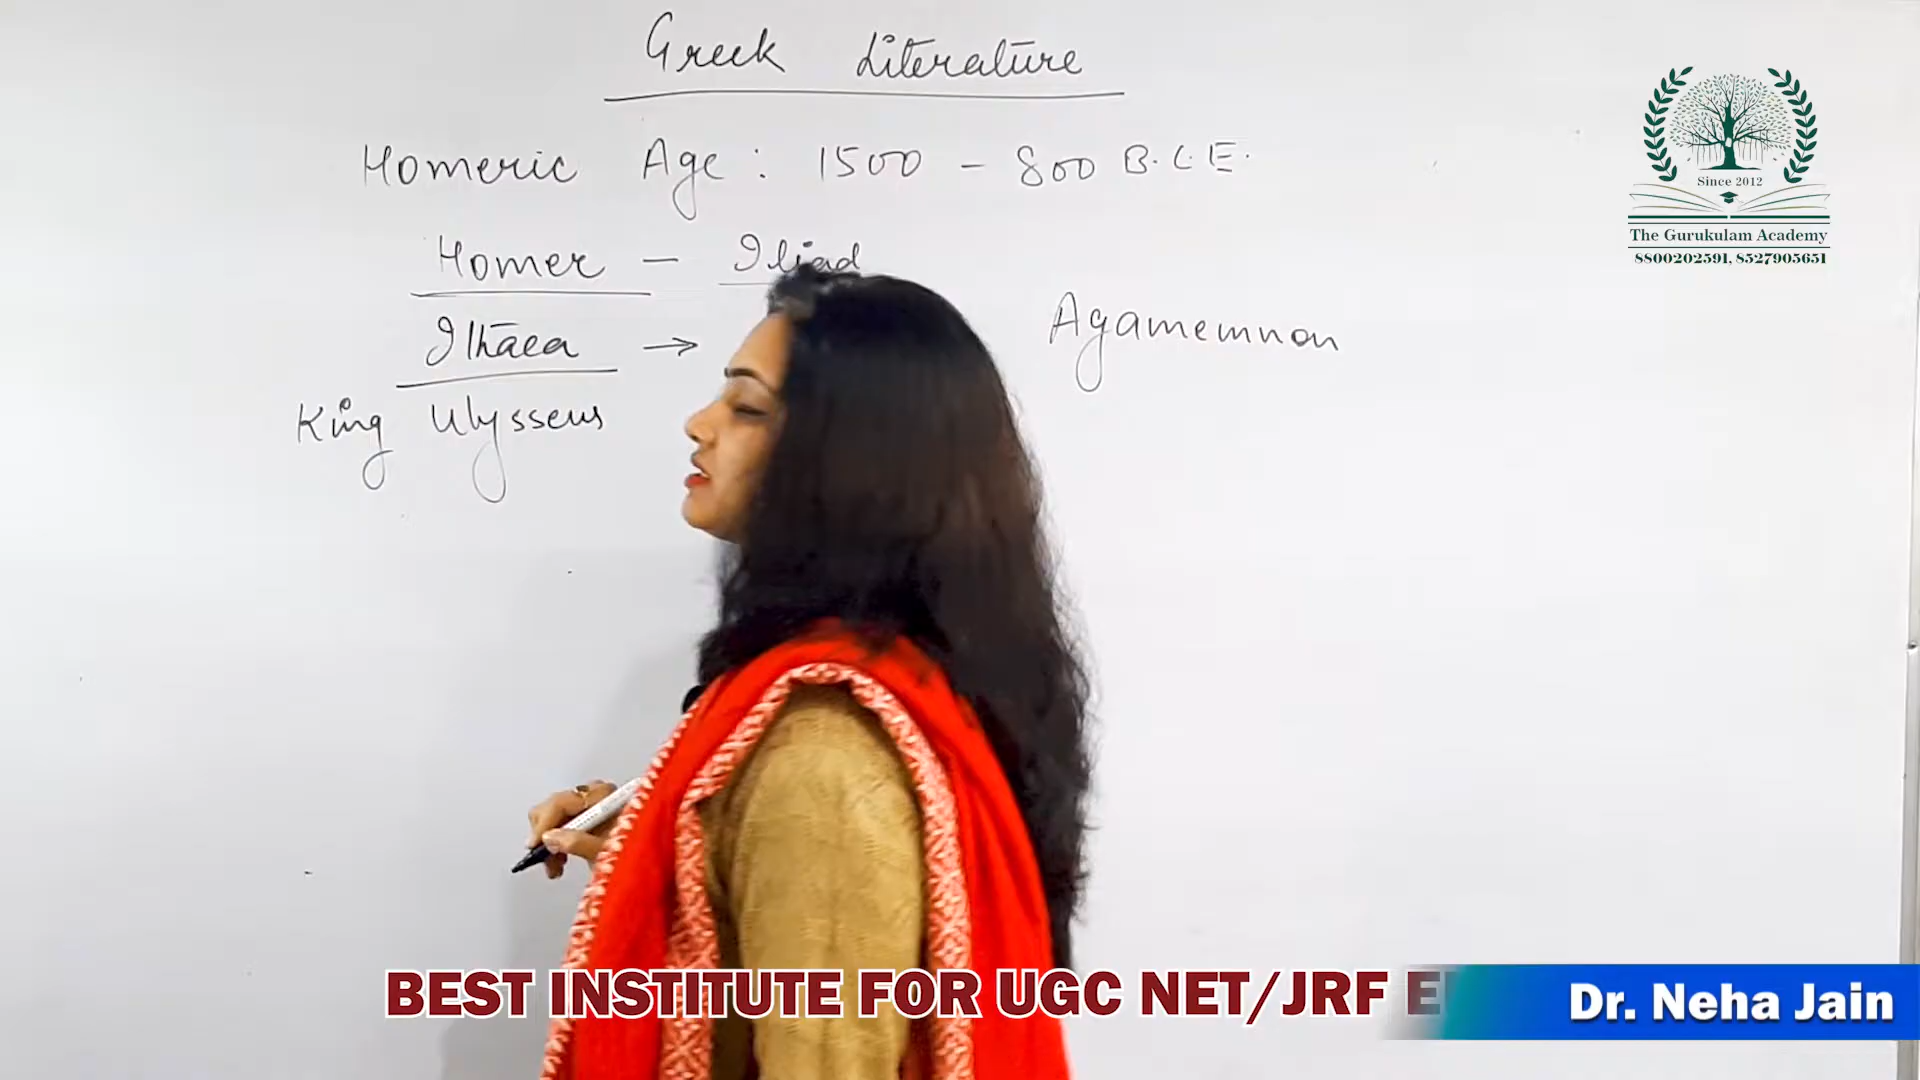 Greek Literature
Homeric Age : 1500 - 800 B.C.E.
Homer - Iliad
Ithaca →
Agamemnon
King Ulysseus
Since 2012
The Gurukulam Academy
8800202591, 8527905651
BEST INSTITUTE FOR UGC NET/JRF
Dr. Neha Jain